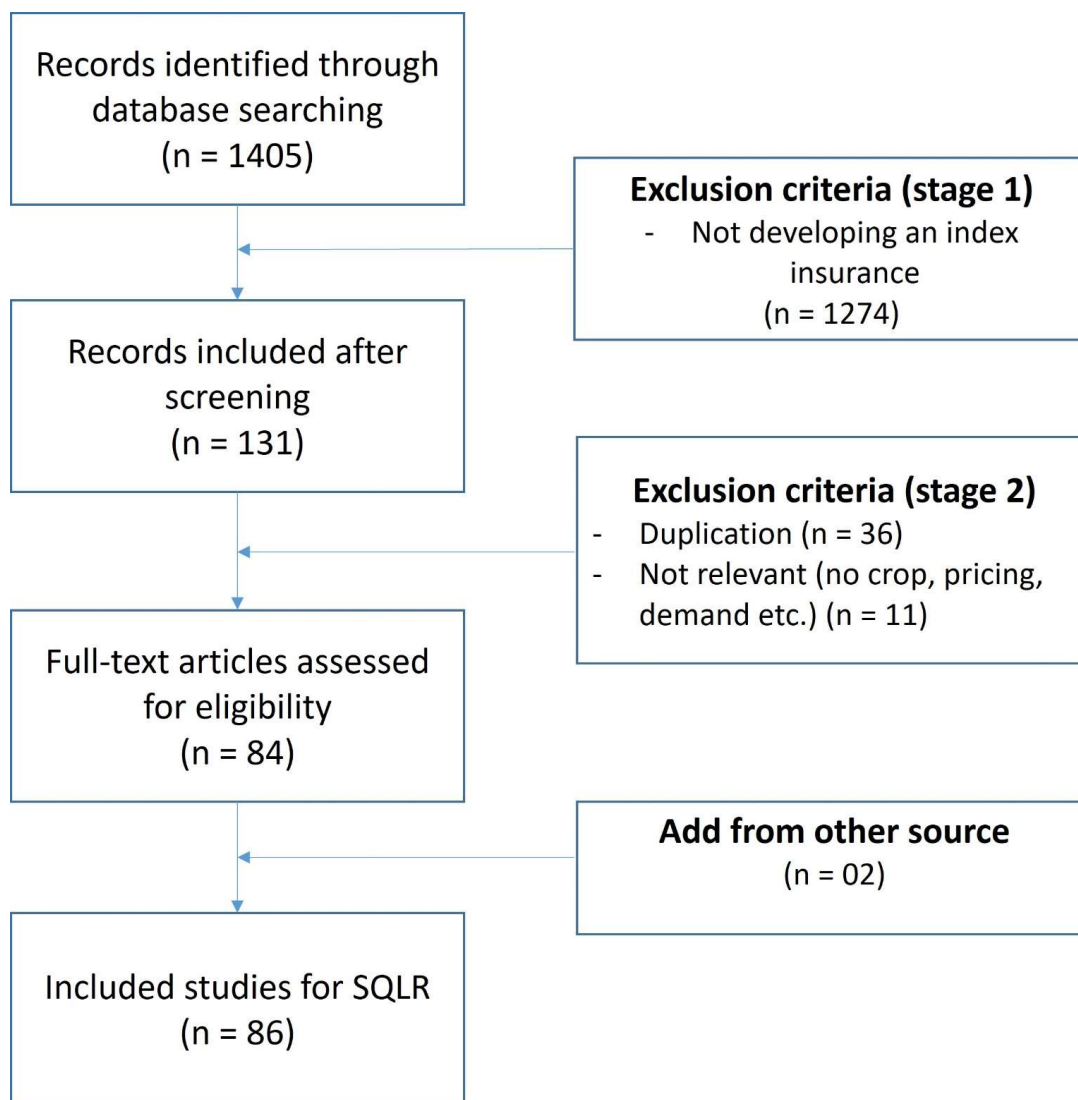 Records identified through
database searching
(n = 1405)
Exclusion criteria (stage 1)
- Not developing an index
insurance
(n = 1274)
Records included after
screening
(n = 131)
Exclusion criteria (stage 2)
- Duplication (n = 36)
- Not relevant (no crop, pricing,
demand etc.) (n = 11)
Full-text articles assessed
for eligibility
(n = 84)
Add from other source
(n = 02)
Included studies for SQLR
(n = 86)